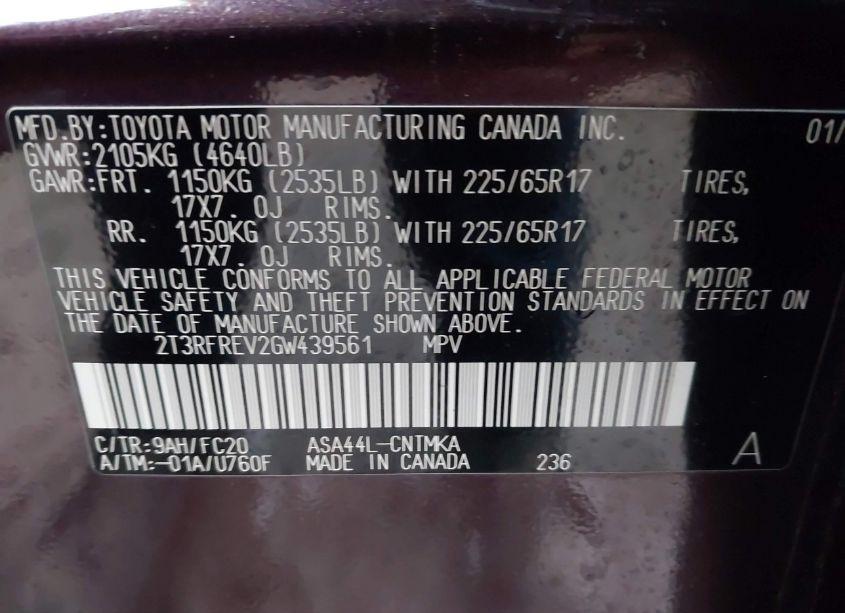 MFD.BY:TOYOTA MOTOR MANUFACTURING CANADA INC. 01/
GVWR:2105KG (4640LB)
GAWR:FRT. 1150KG (2535LB) WITH 225/65R17 TIRES,
17X7. 0J RIMS.
RR. 1150KG (2535LB) WITH 225/65R17 TIRES,
17X7. 0J RIMS.
THIS VEHICLE CONFORMS TO ALL APPLICABLE FEDERAL MOTOR
VEHICLE SAFETY AND THEFT PREVENTION STANDARDS IN EFFECT ON
THE DATE OF MANUFACTURE SHOWN ABOVE.
2T3RFREV2GW439561 MPV
C/TR:9AH/FC20 ASA44L-CNTMKA
A/TM:-01A/U760F MADE IN CANADA 236 A